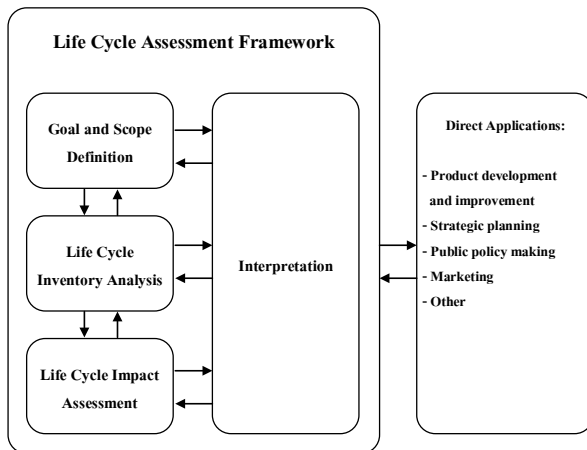 Life Cycle Assessment Framework
Goal and Scope
Definition
Life Cycle
Inventory Analysis
Life Cycle Impact
Assessment
Interpretation
Direct Applications:
- Product development
and improvement
- Strategic planning
- Public policy making
- Marketing
- Other